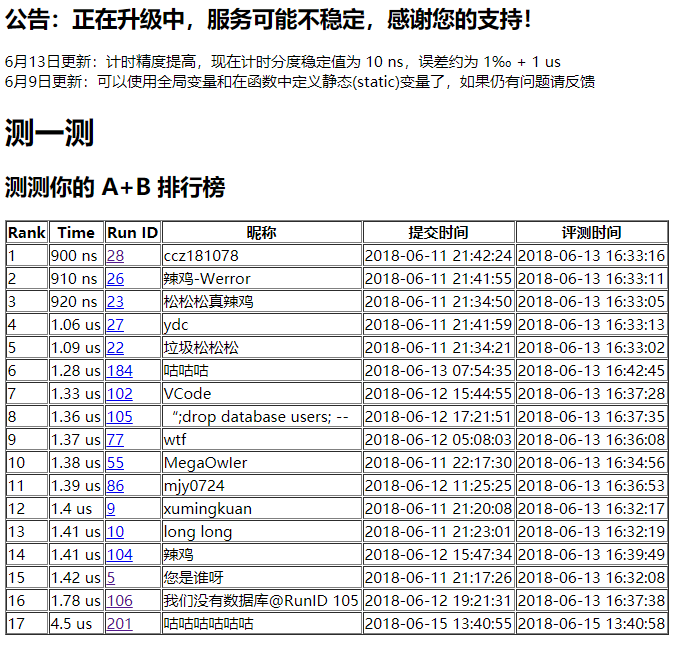 公告：正在升级中，服务可能不稳定，感谢您的支持！
6月13日更新：计时精度提高，现在计时分度稳定值为 10 ns，误差约为 1‰ + 1 us
6月9日更新：可以使用全局变量和在函数中定义静态(static)变量了，如果仍有问题请反馈
测一测
测测你的 A+B 排行榜
Rank Time Run ID 昵称 提交时间 评测时间
1 900 ns 28 ccz181078 2018-06-11 21:42:24 2018-06-13 16:33:16
2 910 ns 26 辣鸡-Werror 2018-06-11 21:41:55 2018-06-13 16:33:11
3 920 ns 23 松松松真辣鸡 2018-06-11 21:34:50 2018-06-13 16:33:05
4 1.06 us 27 ydc 2018-06-11 21:41:59 2018-06-13 16:33:13
5 1.09 us 22 垃圾松松松 2018-06-11 21:34:21 2018-06-13 16:33:02
6 1.28 us 184 咕咕咕 2018-06-13 07:54:35 2018-06-13 16:42:45
7 1.33 us 102 VCode 2018-06-12 15:44:55 2018-06-13 16:37:28
8 1.36 us 105 “;drop database users; -- 2018-06-12 17:21:51 2018-06-13 16:37:35
9 1.37 us 77 wtf 2018-06-12 05:08:03 2018-06-13 16:36:08
10 1.38 us 55 MegaOwler 2018-06-11 22:17:30 2018-06-13 16:34:56
11 1.39 us 86 mjy0724 2018-06-12 11:25:25 2018-06-13 16:36:53
12 1.4 us 9 xumingkuan 2018-06-11 21:20:08 2018-06-13 16:32:17
13 1.41 us 10 long long 2018-06-11 21:23:01 2018-06-13 16:32:19
14 1.41 us 104 辣鸡 2018-06-12 15:47:34 2018-06-13 16:39:49
15 1.42 us 5 您是谁呀 2018-06-11 21:17:26 2018-06-13 16:32:08
16 1.78 us 106 我们没有数据库@RunID 105 2018-06-12 19:21:31 2018-06-13 16:37:38
17 4.5 us 201 咕咕咕咕咕咕 2018-06-15 13:40:55 2018-06-15 13:40:58